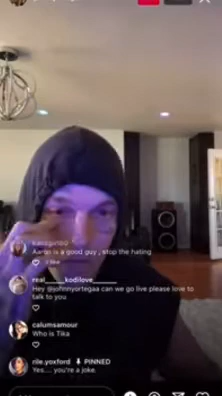 Aaron is a good guy , stop the hating
real_____kodilove______
Hey @johnnyortegaa can we go live please love to
talk to you
calumsamour
Who is Tika
rile.yoxford PINNED
Yes.... you're a joke.